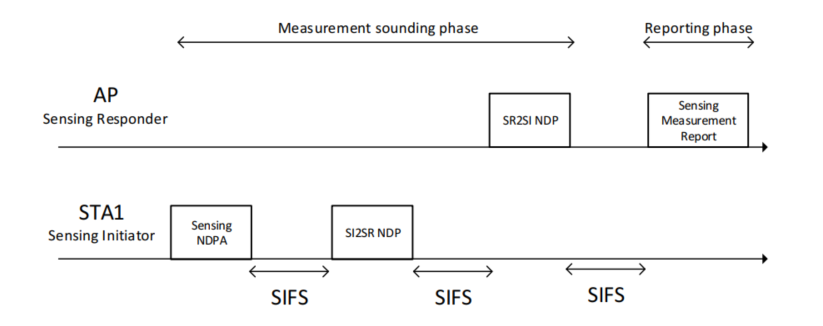 Measurement sounding phase
Reporting phase
AP
Sensing Responder
SR2SI NDP
Sensing
Measurement
Report
STA1
Sensing Initiator
Sensing
NDPA
SI2SR NDP
SIFS
SIFS
SIFS